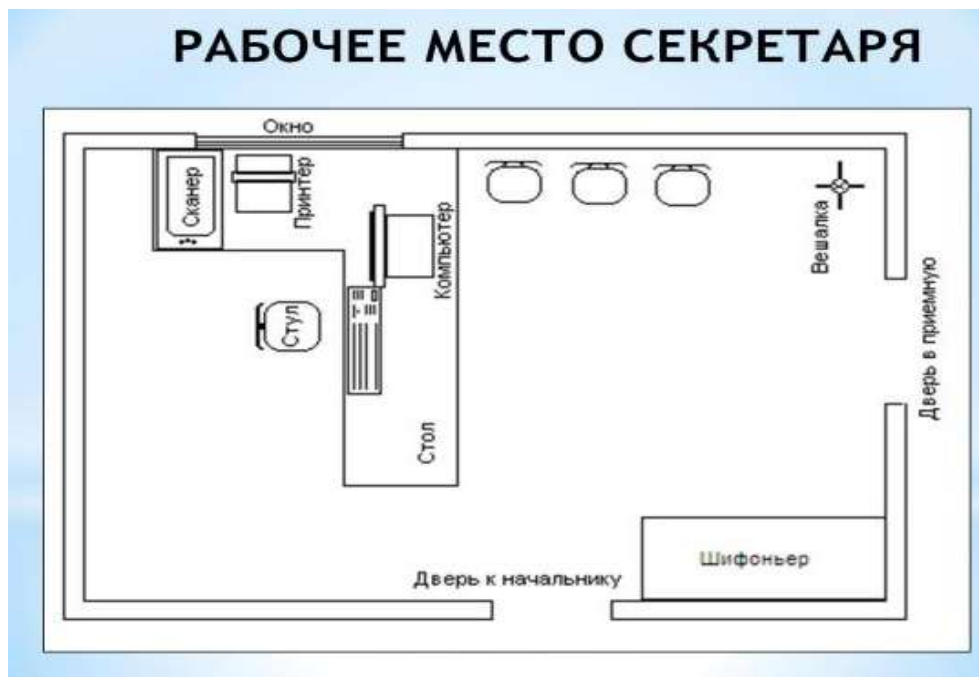 РАБОЧЕЕ МЕСТО СЕКРЕТАРЯ
Окно
Сканер
Принтер
Компьютер
Вешалка
Стул
Дверь в приемную
Стол
Шифоньер
Дверь к начальнику